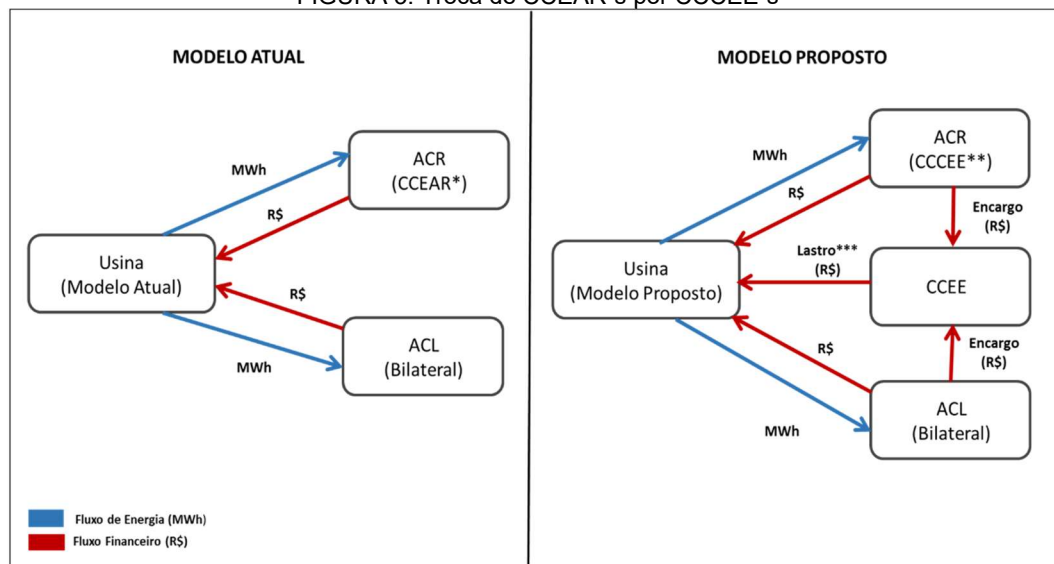 MODELO ATUAL
MWh
ACR
(CCEAR*)
R$
Usina
(Modelo Atual)
R$
ACL
(Bilateral)
MWh
Fluxo de Energia (MWh)
Fluxo Financeiro (R$)
MODELO PROPOSTO
MWh
ACR
(CCCEE**)
R$
Encargo
(R$)
Usina
(Modelo Proposto)
Lastro***
(R$)
CCEE
R$
Encargo
(R$)
ACL
(Bilateral)
MWh